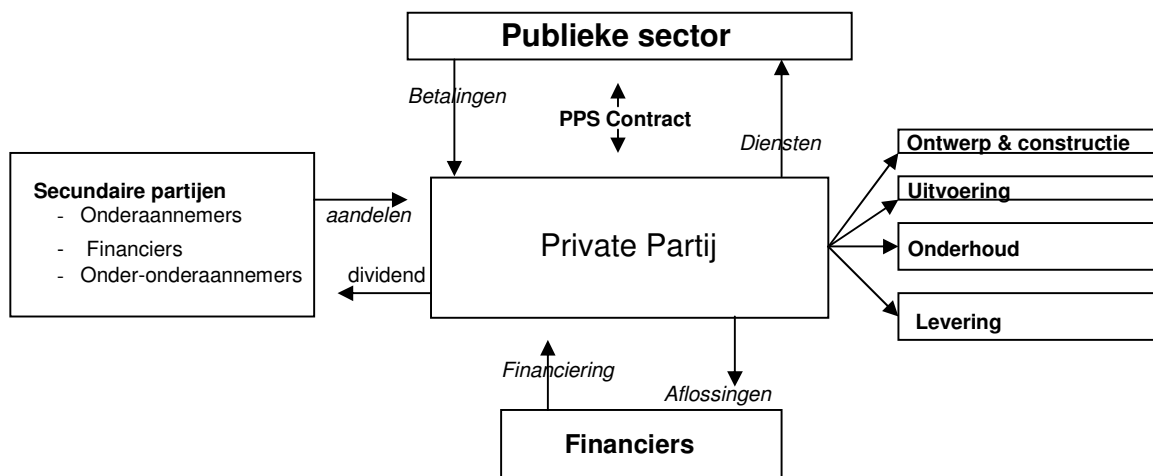 Publieke sector
Betalingen
PPS Contract
Diensten
Secundaire partijen
- Onderaannemers
- Financiers
- Onder-onderaannemers
aandelen
dividend
Private Partij
Ontwerp & constructie
Uitvoering
Onderhoud
Levering
Financiering
Aflossingen
Financiers